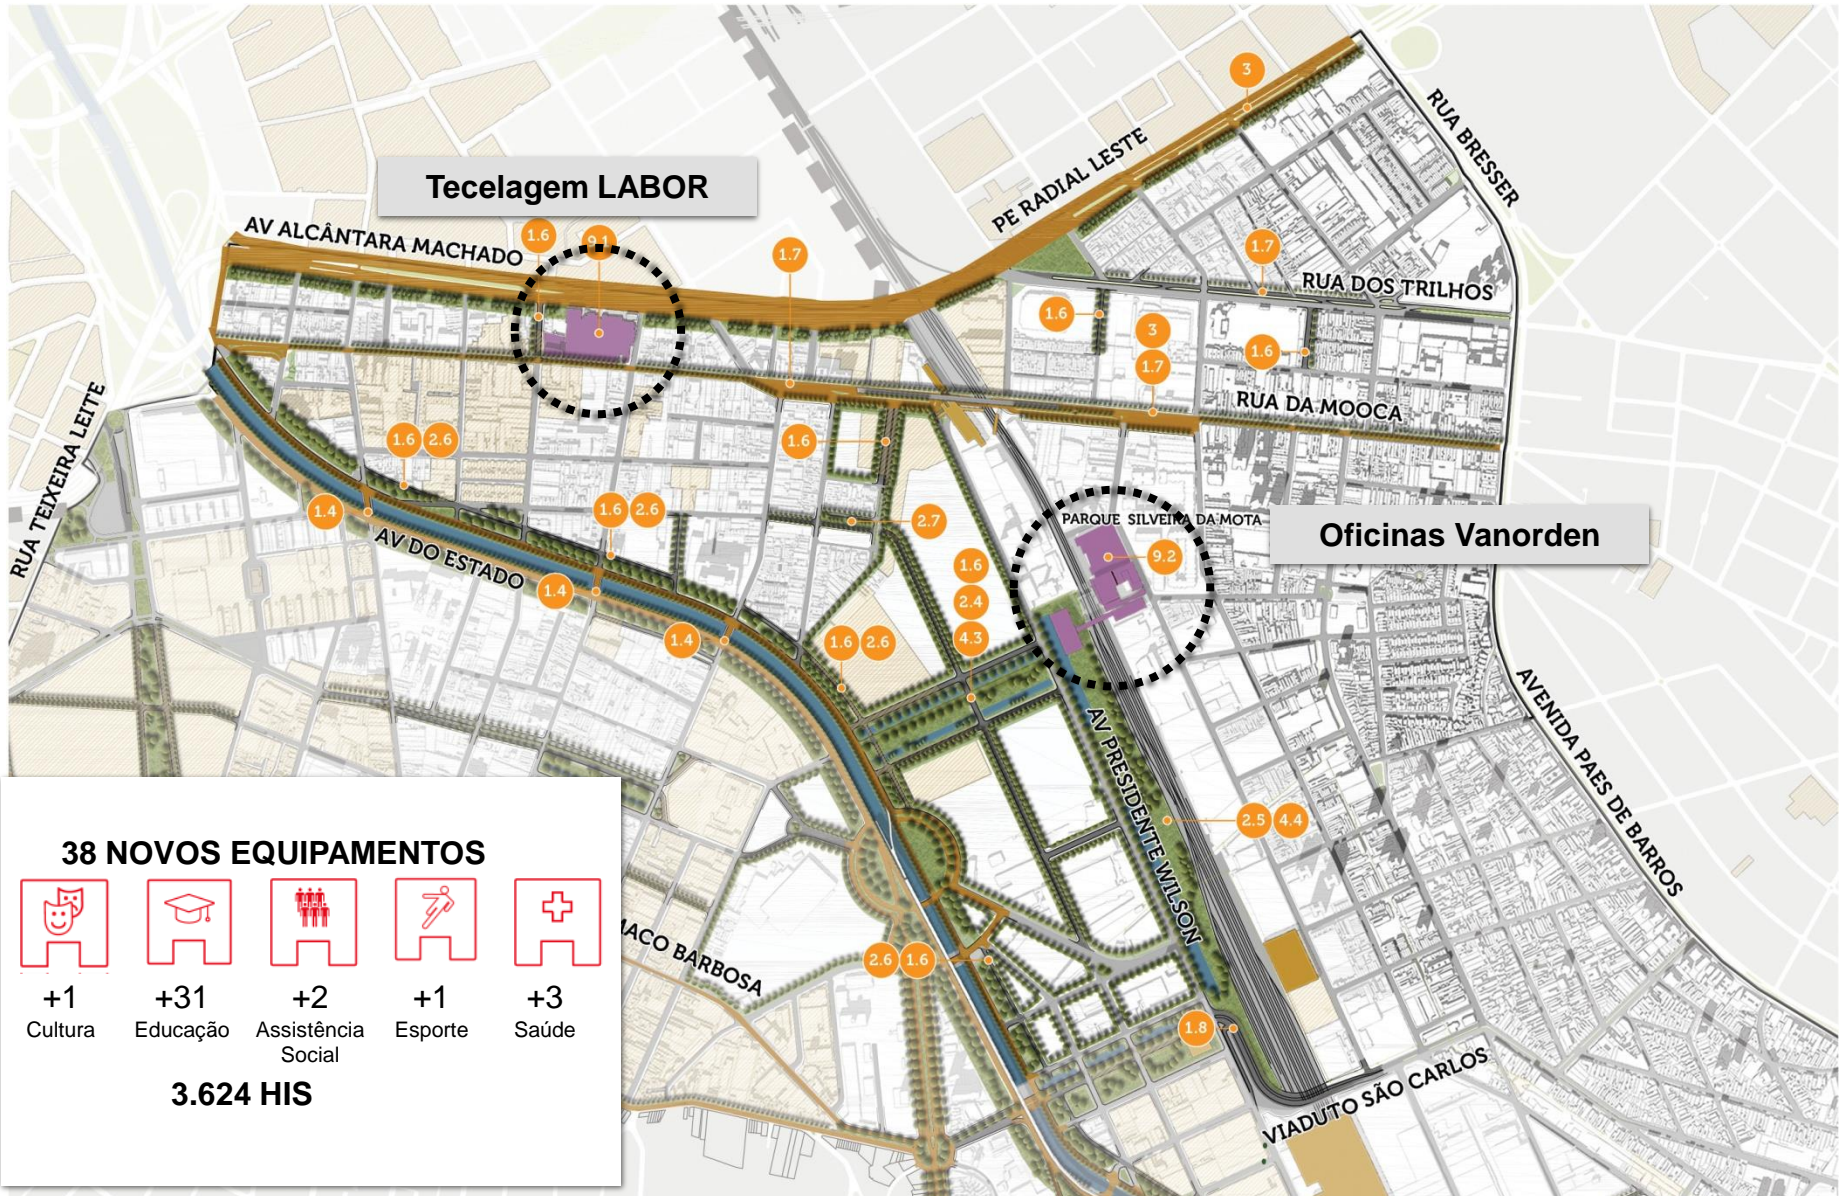 3
RUA BRESSER
PE RADIAL LESTE
Tecelagem LABOR
AV ALCÂNTARA MACHADO
1.6
9.1
1.7
1.7
RUA DOS TRILHOS
1.6
3
1.7
1.6
RUA DA MOOCA
RUA TEIXEIRA LEITE
1.6
2.6
1.6
1.4
1.6
2.6
2.7
AV DO ESTADO
PARQUE SILVEIRA DA MOTA
Oficinas Vanorden
9.2
1.4
1.6
2.4
4.3
1.4
1.6
2.6
AV PRESIDENTE WILSON
AVENIDA PAES DE BARROS
2.5
4.4
MACO BARBOSA
2.6
1.6
1.8
VIADUTO SÃO CARLOS
38 NOVOS EQUIPAMENTOS
+1
+31
+2
+1
+3
Cultura
Educação
Assistência
Social
Esporte
Saúde
3.624 HIS